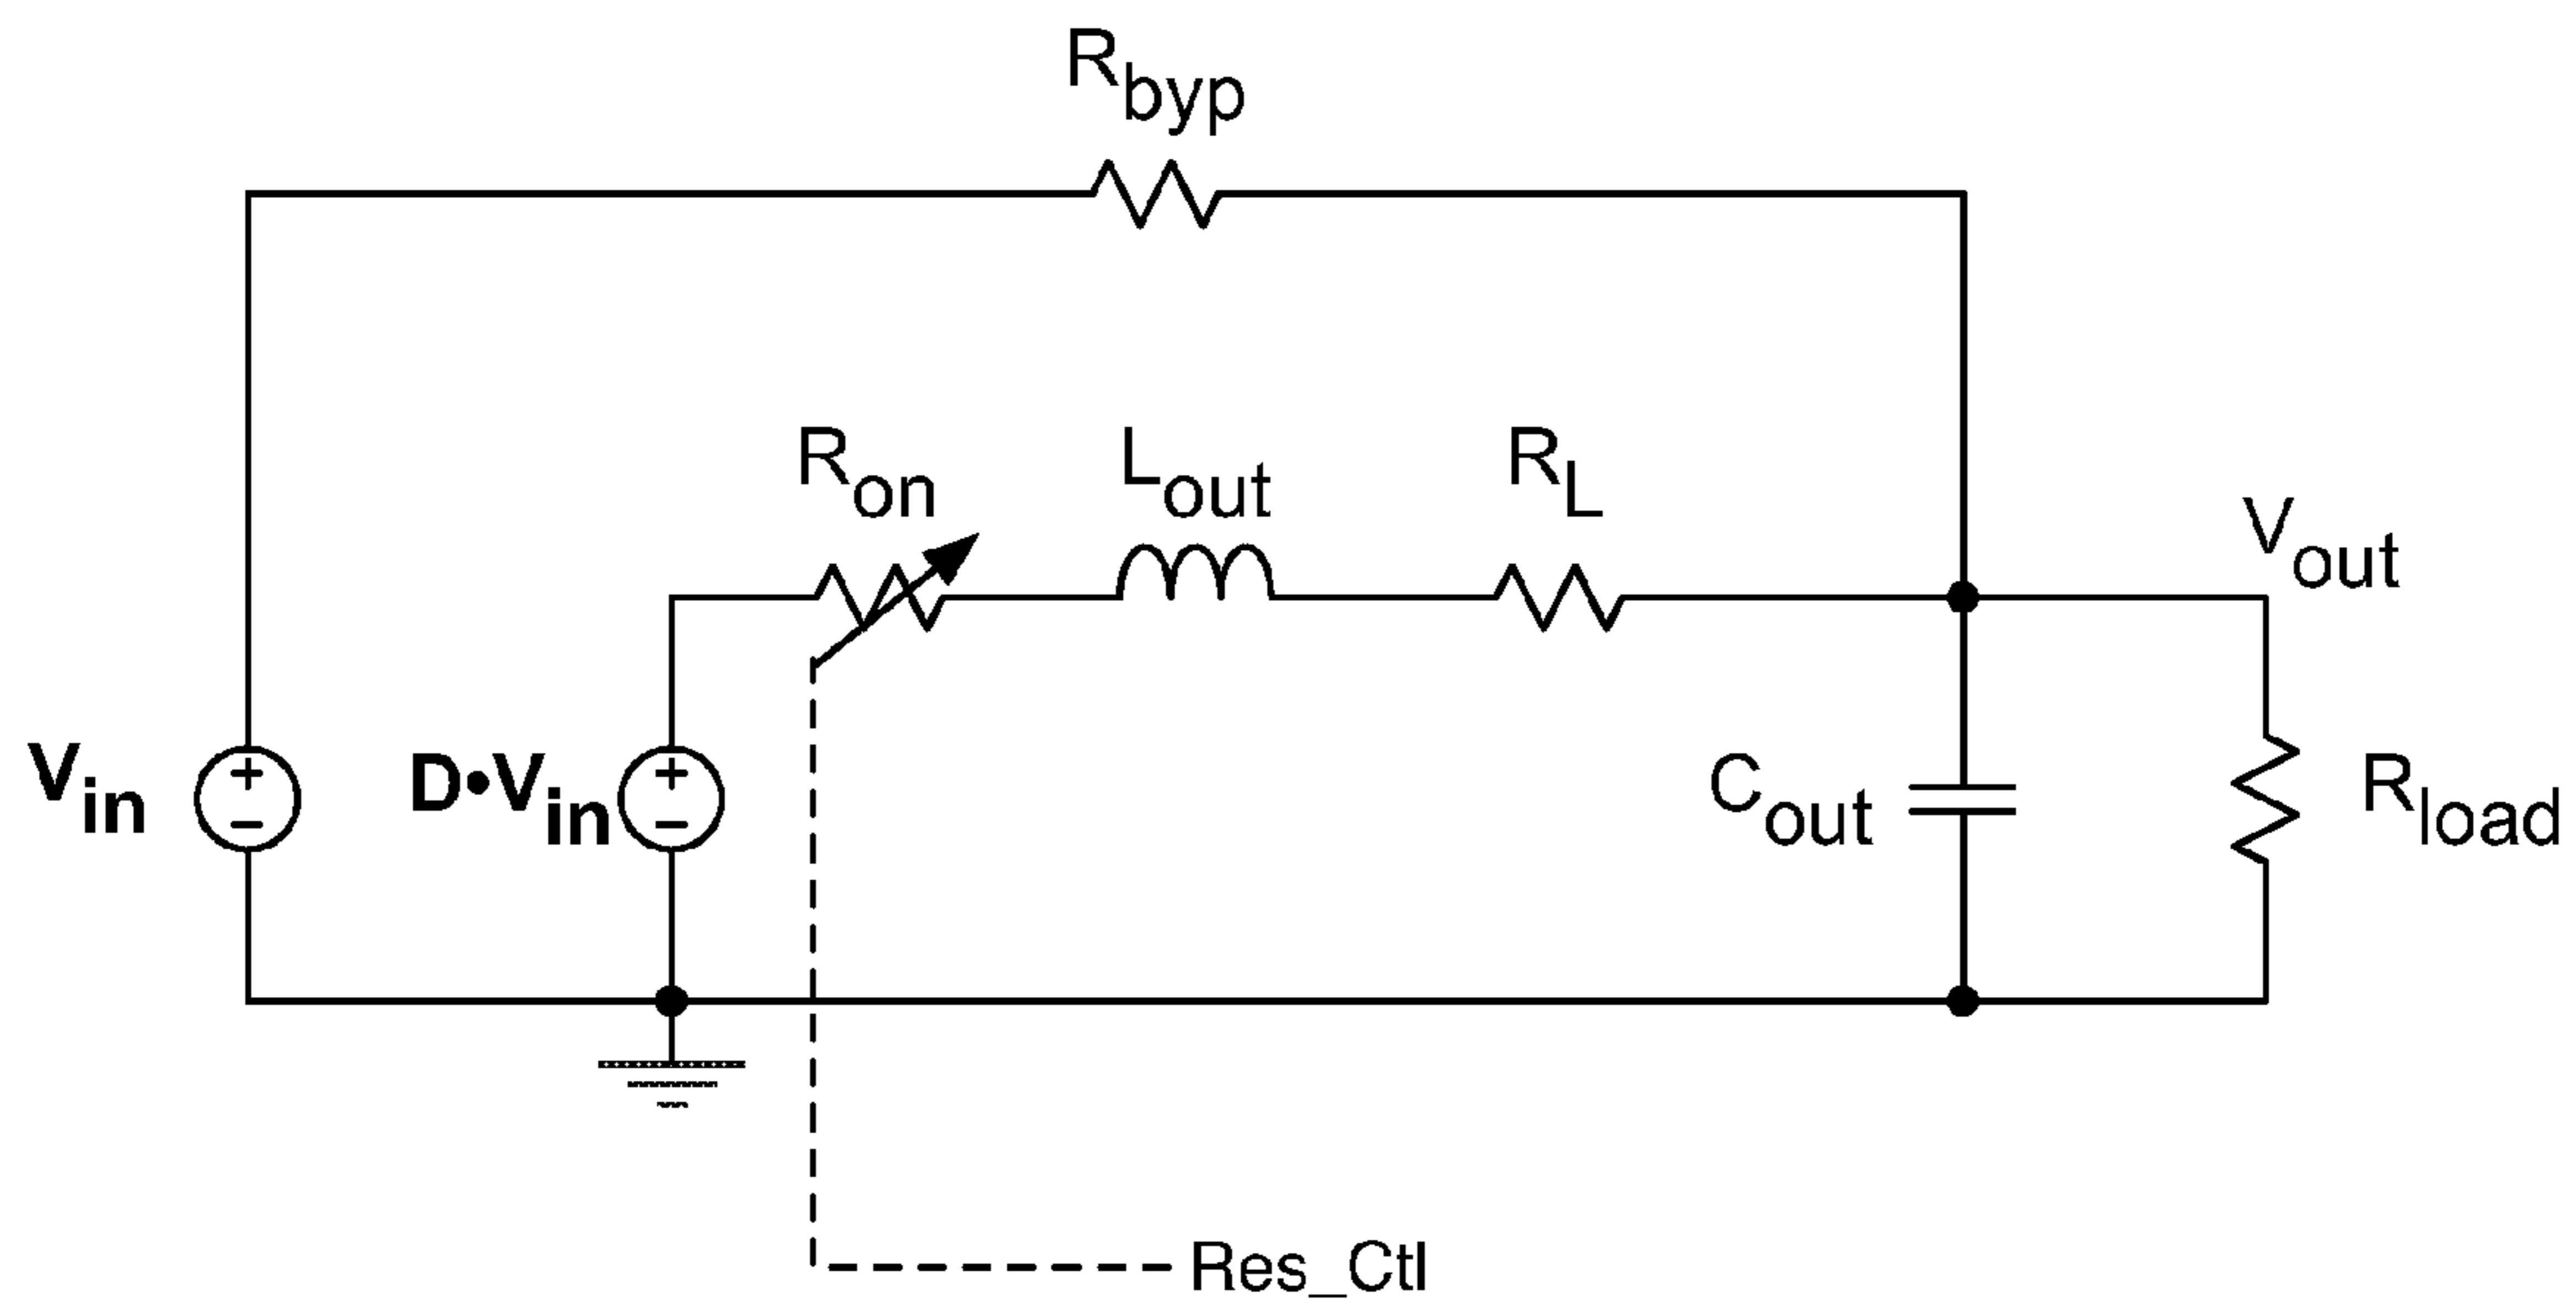 Rbyp
Ron
Lout
RL
Vout
Vin
+
−
D•Vin
+
−
Cout
Rload
Res_Ctl